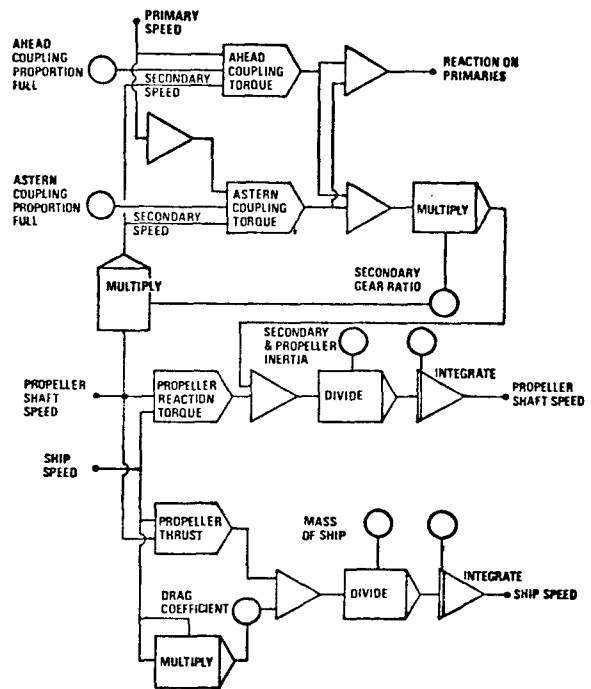 PRIMARY
SPEED
AHEAD
COUPLING
PROPORTION
FULL
SECONDARY
SPEED
AHEAD
COUPLING
TORQUE
REACTION ON
PRIMARIES
ASTERN
COUPLING
PROPORTION
FULL
SECONDARY
SPEED
ASTERN
COUPLING
TORQUE
MULTIPLY
MULTIPLY
SECONDARY
GEAR RATIO
SECONDARY
& PROPELLER
INERTIA
INTEGRATE
PROPELLER
SHAFT
SPEED
PROPELLER
REACTION
TORQUE
DIVIDE
PROPELLER
SHAFT SPEED
SHIP
SPEED
PROPELLER
THRUST
MASS
OF SHIP
INTEGRATE
DRAG
COEFFICIENT
DIVIDE
SHIP SPEED
MULTIPLY